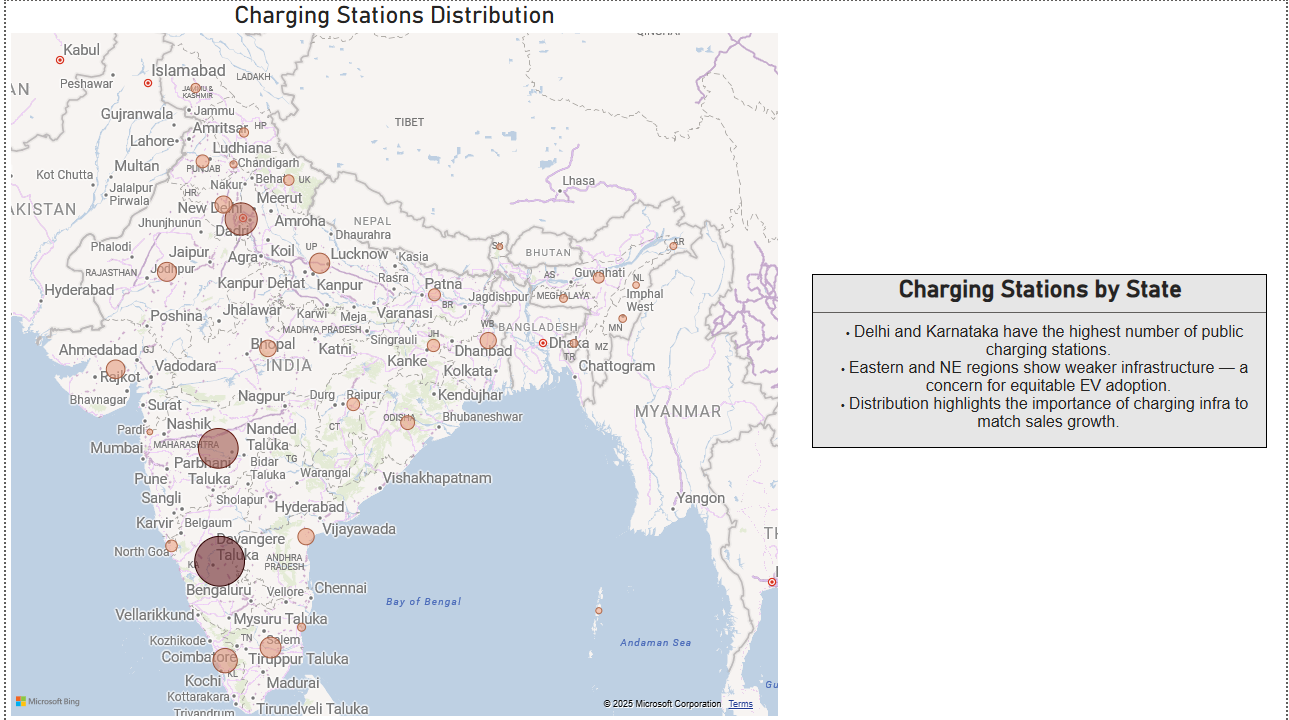 Charging Stations Distribution
QINGHAI
Kabul
Islamabad
LADAKH
Peshawar
AN
JAMMU &
KASHMIR
Gujranwala
Jammu
TIBET
Amritsar
HP
Lahore
Ludhiana
Multan
PUNJAB
Chandigarh
Kot Chutta
Nakur
Behat
UK
Lhasa
Jalalpur
Pirwala
HR
Meerut
AKISTAN
New Delhi
Jhunjhunun
Dadri
Amroha
NEPAL
Dhaurahra
Phalodi
Jaipur
Agra
Koil
UP
Lucknow
Kasia
SK
BHUTAN
AR
RAJASTHAN
Jodhpur
Kanpur Dehat
Kanpur
Rasra
Patna
AS
Guwahati
NL
Hyderabad
Jagdishpur
MEGHALAYA
Imphal
West
Poshina
Jhalawar
Karwi
Meja
Varanasi
BR
MADHYA PRADESH
WB
BANGLADESH
MN
Ahmedabad
GJ
Bhopal
Katni
Singrauli
JH
Dhanbad
Dhaka
MZ
TR
Rajkot
Vadodara
INDIA
Kanke
Kolkata
Chattogram
Bhavnagar
Surat
Nagpur
Durg
Raipur
Kendujhar
MYANMAR
Pardi
Nashik
Nanded
Taluka
CT
ODISHA
Bhubaneshwar
Mumbai
MAHARASHTRA
Parbhani
Taluka
Bidar
Taluka
TG
Warangal
Pune
Vishakhapatnam
Sangli
Sholapur
Hyderabad
Yangon
Karvir
Belgaum
Vijayawada
TH
North Goa
Davangere
Taluka
KA
ANDHRA
PRADESH
Bengaluru
Vellore
Chennai
Bay of Bengal
Vellarikkund
Mysuru Taluka
Kozhikode
TN
Salem
Andaman Sea
Coimbatore
Tiruppur Taluka
KL
Kochi
Madurai
Gu
Kottarakara
Trivandrum
Tirunelveli Taluka
Microsoft Bing
© 2025 Microsoft Corporation Terms
Charging Stations by State
• Delhi and Karnataka have the highest number of public
charging stations.
• Eastern and NE regions show weaker infrastructure — a
concern for equitable EV adoption.
• Distribution highlights the importance of charging infra to
match sales growth.